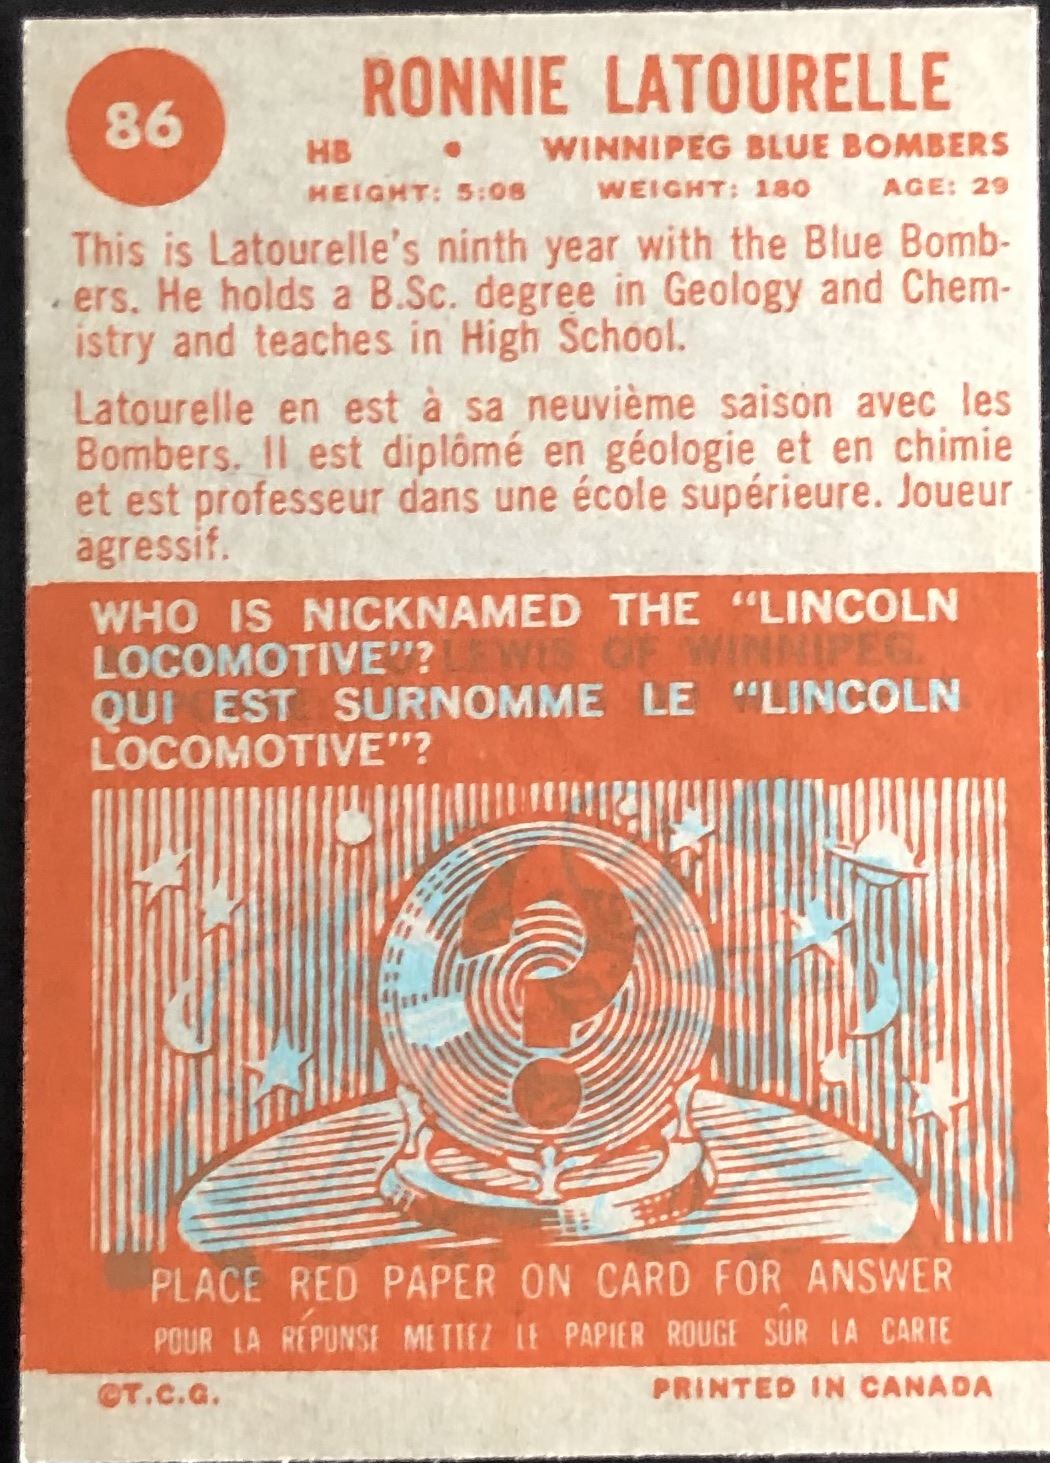 86
RONNIE LATOURELLE
HB • WINNIPEG BLUE BOMBERS
HEIGHT: 5:08 WEIGHT: 180 AGE: 29
This is Latourelle's ninth year with the Blue Bomb-
ers. He holds a B.Sc. degree in Geology and Chem-
istry and teaches in High School.
Latourelle en est à sa neuvième saison avec les
Bombers. Il est diplômé en géologie et en chimie
et est professeur dans une école supérieure. Joueur
agressif.
WHO IS NICKNAMED THE "LINCOLN
LOCOMOTIVE"?
LEWIS OF WINNIPEG.
QUI EST SURNOMME LE "LINCOLN
LOCOMOTIVE"?
?
PLACE RED PAPER ON CARD FOR ANSWER
POUR LA RÉPONSE METTEZ LE PAPIER ROUGE SÛR LA CARTE
©T.C.G. PRINTED IN CANADA